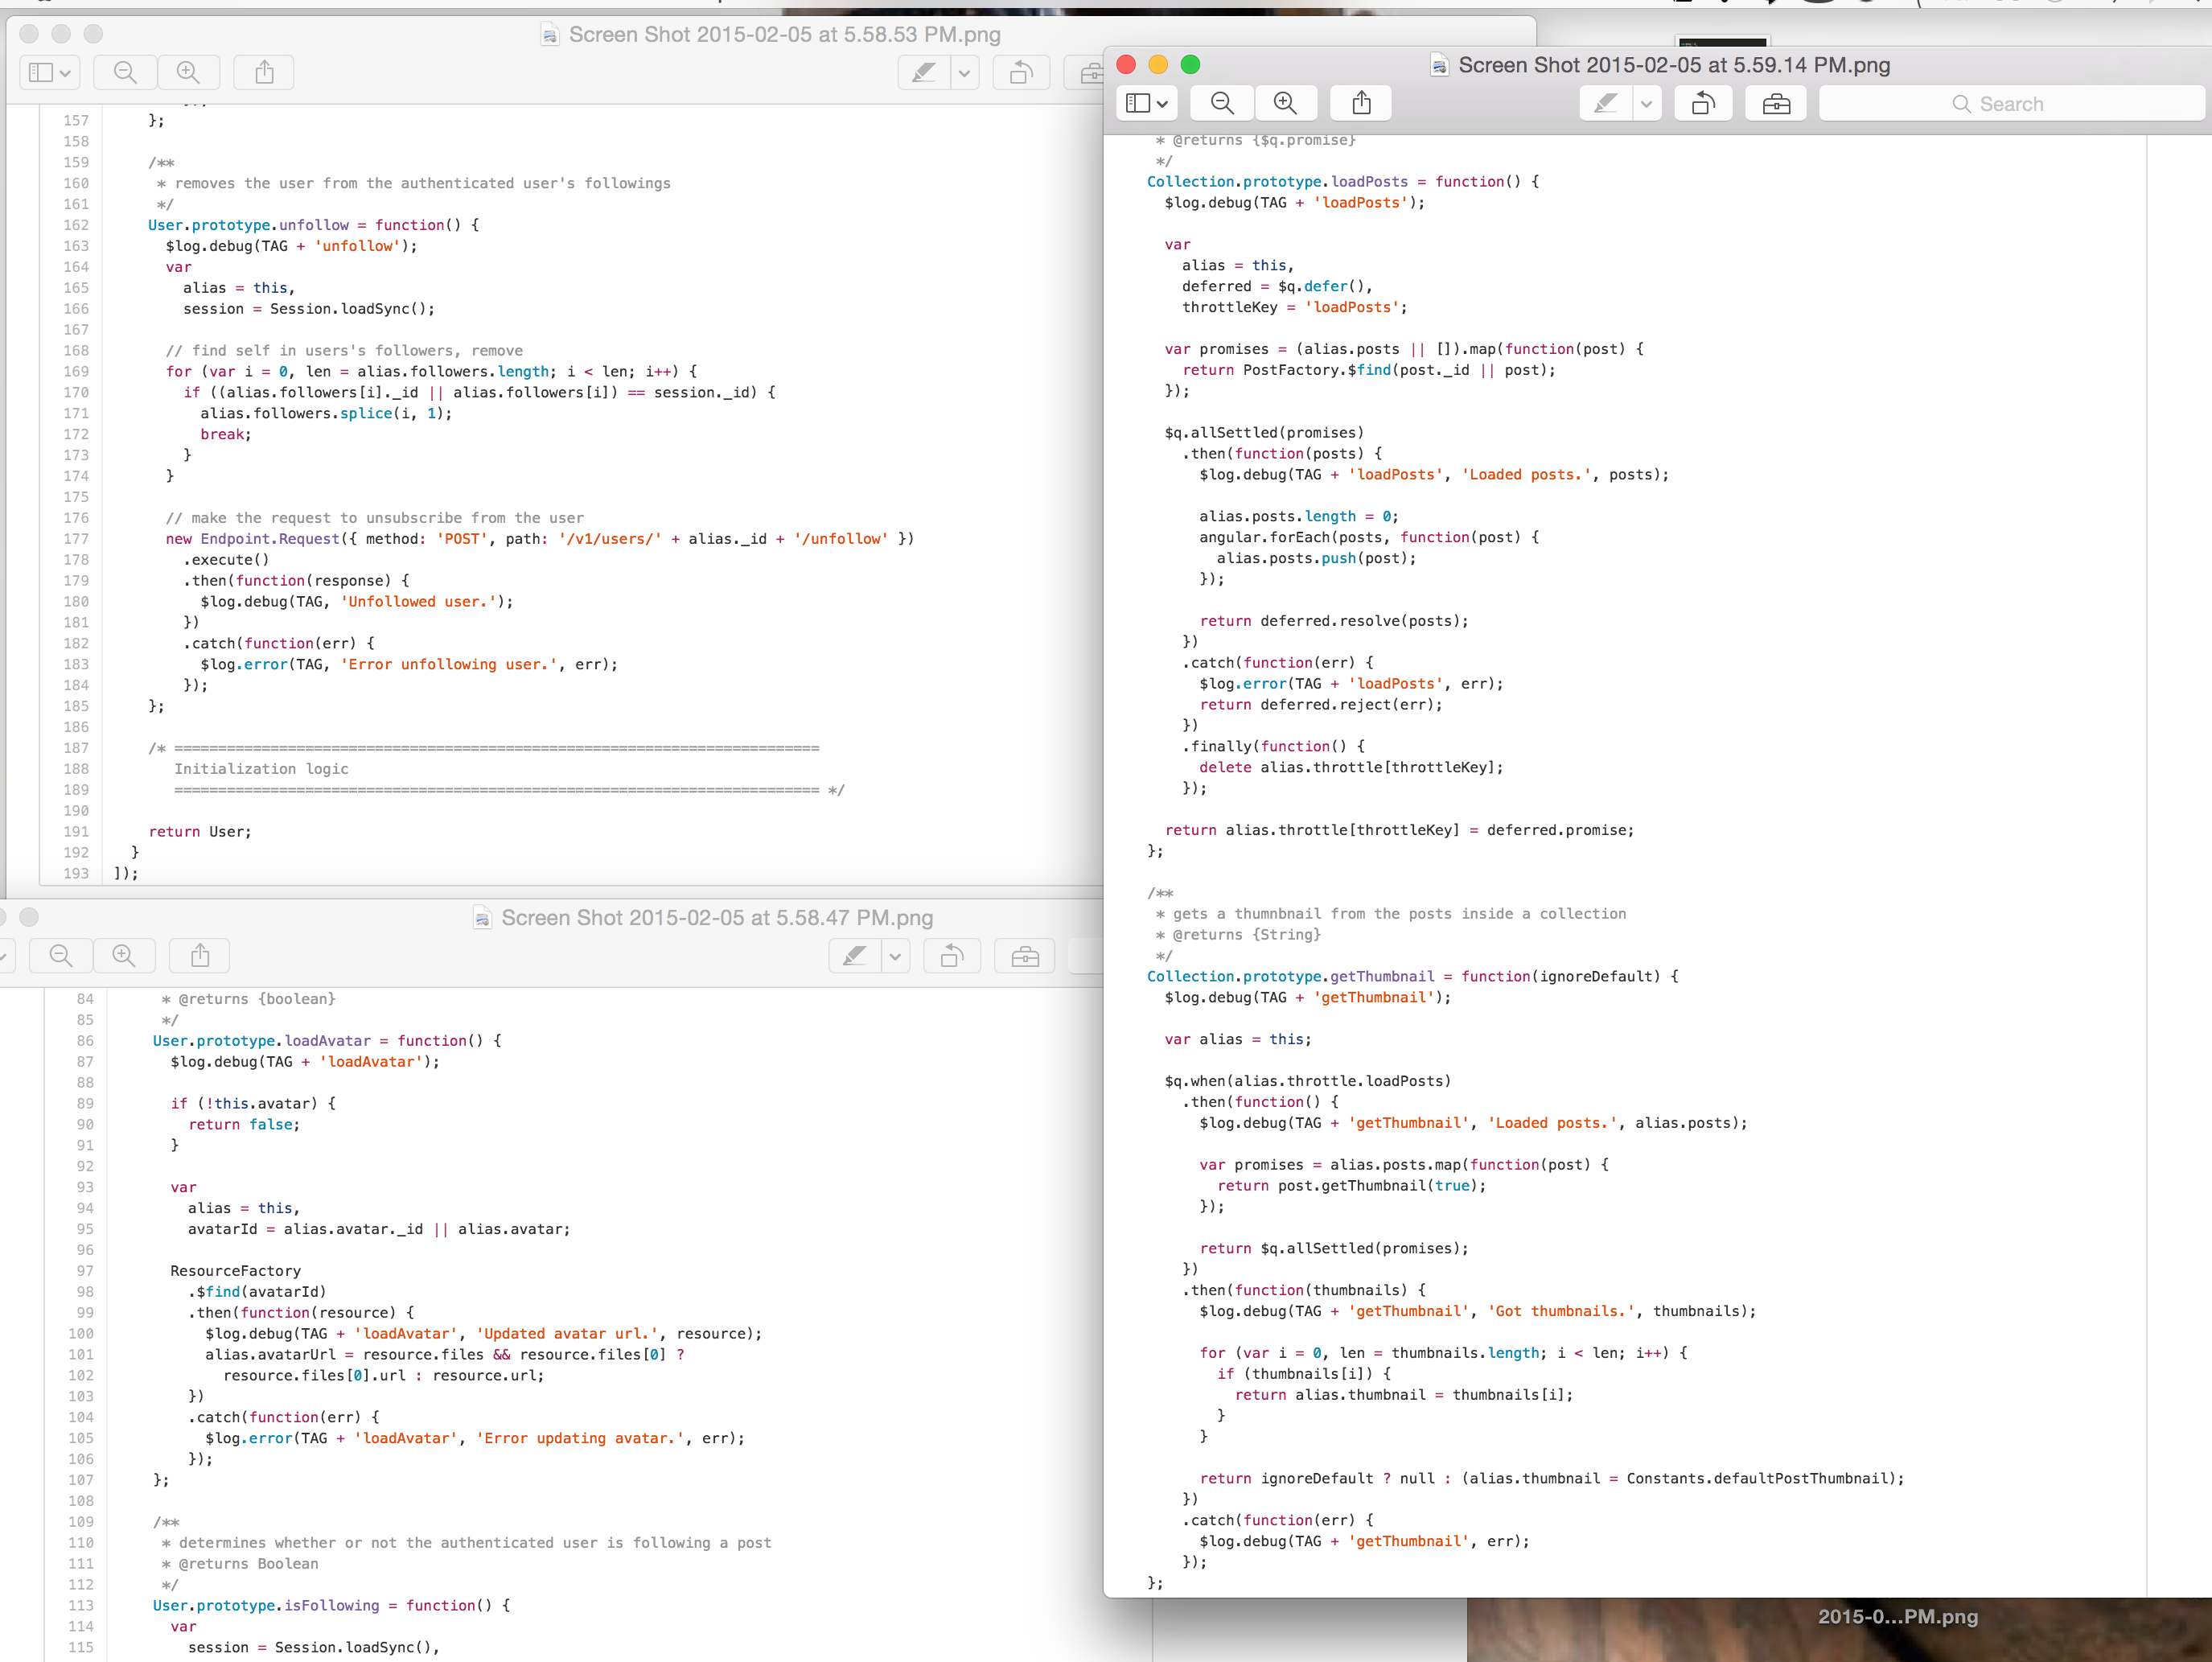 Screen Shot 2015-02-05 at 5.58.53 PM.png
157 };
158
159 /**
160 * removes the user from the authenticated user's followings
161 */
162 User.prototype.unfollow = function() {
163 $log.debug(TAG + 'unfollow');
164 var
165 alias = this,
166 session = Session.loadSync();
167
168 // find self in users's followers, remove
169 for (var i = 0, len = alias.followers.length; i < len; i++) {
170 if ((alias.followers[i]._id || alias.followers[i]) == session._id) {
171 alias.followers.splice(i, 1);
172 break;
173 }
174 }
175
176 // make the request to unsubscribe from the user
177 new Endpoint.Request({ method: 'POST', path: '/v1/users/' + alias._id + '/unfollow' })
178 .execute()
179 .then(function(response) {
180 $log.debug(TAG, 'Unfollowed user.');
181 })
182 .catch(function(err) {
183 $log.error(TAG, 'Error unfollowing user.', err);
184 });
185 };
186
187 /* ==========================================================================
188 Initialization logic
189 ========================================================================== */
190
191 return User;
192 }
193 ]);
Screen Shot 2015-02-05 at 5.58.47 PM.png
84 * @returns {boolean}
85 */
86 User.prototype.loadAvatar = function() {
87 $log.debug(TAG + 'loadAvatar');
88
89 if (!this.avatar) {
90 return false;
91 }
92
93 var
94 alias = this,
95 avatarId = alias.avatar._id || alias.avatar;
96
97 ResourceFactory
98 .$find(avatarId)
99 .then(function(resource) {
100 $log.debug(TAG + 'loadAvatar', 'Updated avatar url.', resource);
101 alias.avatarUrl = resource.files && resource.files[0] ?
102 resource.files[0].url : resource.url;
103 })
104 .catch(function(err) {
105 $log.error(TAG + 'loadAvatar', 'Error updating avatar.', err);
106 });
107 };
108
109 /**
110 * determines whether or not the authenticated user is following a post
111 * @returns Boolean
112 */
113 User.prototype.isFollowing = function() {
114 var
115 session = Session.loadSync(),
Screen Shot 2015-02-05 at 5.59.14 PM.png
Search
* @returns {$q.promise}
*/
Collection.prototype.loadPosts = function() {
$log.debug(TAG + 'loadPosts');
var
alias = this,
deferred = $q.defer(),
throttleKey = 'loadPosts';
var promises = (alias.posts || []).map(function(post) {
return PostFactory.$find(post._id || post);
});
$q.allSettled(promises)
.then(function(posts) {
$log.debug(TAG + 'loadPosts', 'Loaded posts.', posts);
alias.posts.length = 0;
angular.forEach(posts, function(post) {
alias.posts.push(post);
});
return deferred.resolve(posts);
})
.catch(function(err) {
$log.error(TAG + 'loadPosts', err);
return deferred.reject(err);
})
.finally(function() {
delete alias.throttle[throttleKey];
});
return alias.throttle[throttleKey] = deferred.promise;
};
/**
* gets a thumnbnail from the posts inside a collection
* @returns {String}
*/
Collection.prototype.getThumbnail = function(ignoreDefault) {
$log.debug(TAG + 'getThumbnail');
var alias = this;
$q.when(alias.throttle.loadPosts)
.then(function() {
$log.debug(TAG + 'getThumbnail', 'Loaded posts.', alias.posts);
var promises = alias.posts.map(function(post) {
return post.getThumbnail(true);
});
return $q.allSettled(promises);
})
.then(function(thumbnails) {
$log.debug(TAG + 'getThumbnail', 'Got thumbnails.', thumbnails);
for (var i = 0, len = thumbnails.length; i < len; i++) {
if (thumbnails[i]) {
return alias.thumbnail = thumbnails[i];
}
}
return ignoreDefault ? null : (alias.thumbnail = Constants.defaultPostThumbnail);
})
.catch(function(err) {
$log.debug(TAG + 'getThumbnail', err);
});
};
2015-0...PM.png